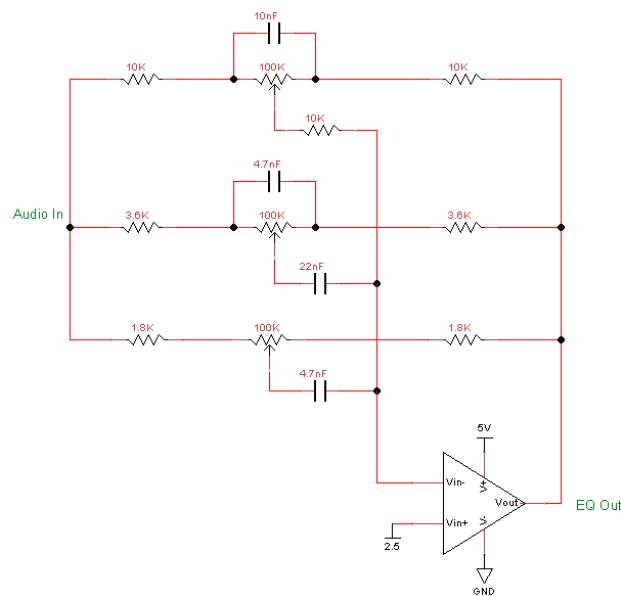 10nF
10K 100K 10K
10K
4.7nF
Audio In 3.6K 100K 3.6K
22nF
1.8K 100K 1.8K
4.7nF
5V
Vin- V+
Vout
EQ Out
Vin+ V-
2.5
GND